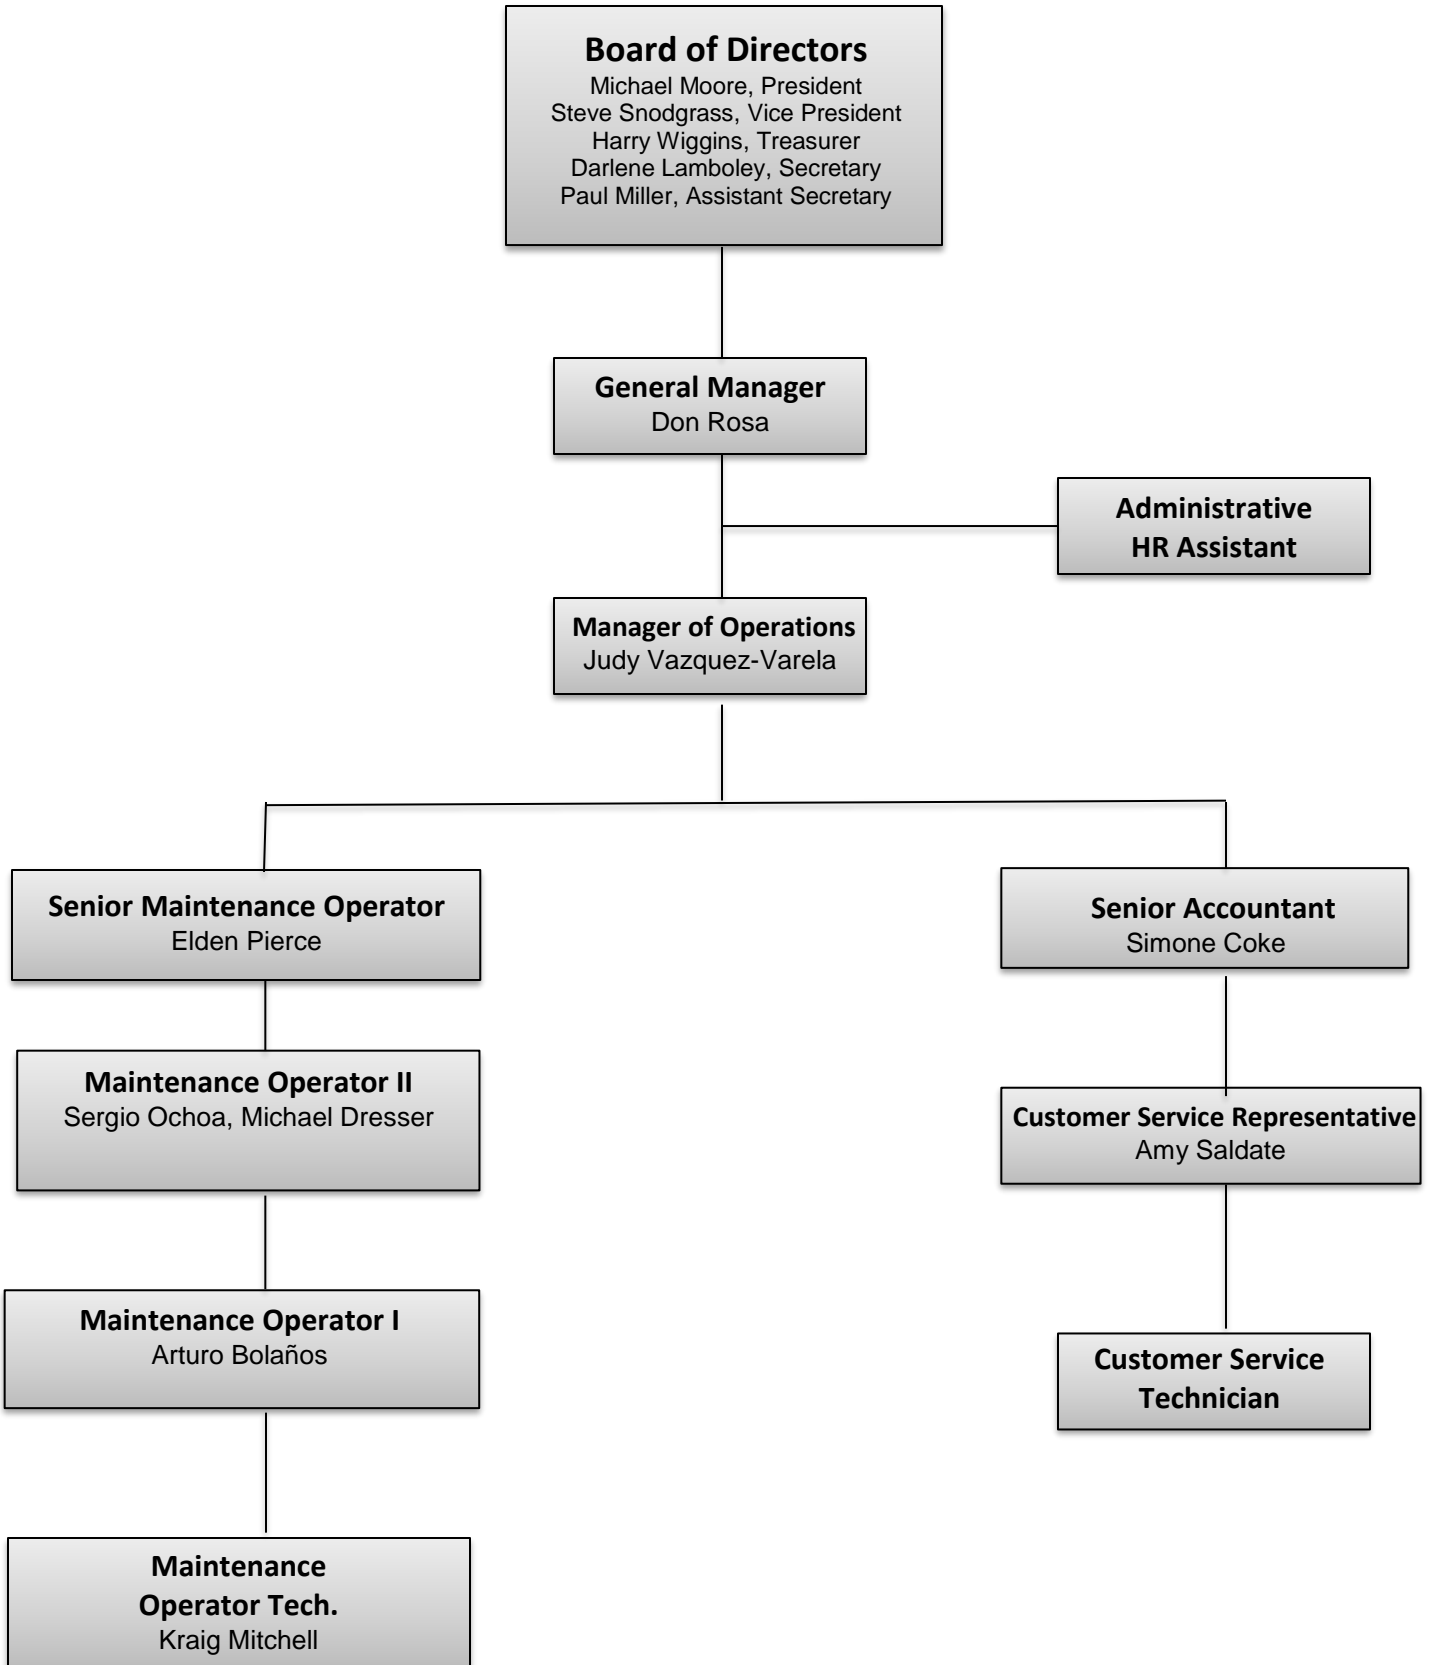 Board of Directors
Michael Moore, President
Steve Snodgrass, Vice President
Harry Wiggins, Treasurer
Darlene Lamboley, Secretary
Paul Miller, Assistant Secretary
General Manager
Don Rosa
Administrative
HR Assistant
Manager of Operations
Judy Vazquez-Varela
Senior Maintenance Operator
Elden Pierce
Senior Accountant
Simone Coke
Maintenance Operator II
Sergio Ochoa, Michael Dresser
Customer Service Representative
Amy Saldate
Maintenance Operator I
Arturo Bolaños
Customer Service
Technician
Maintenance
Operator Tech.
Kraig Mitchell